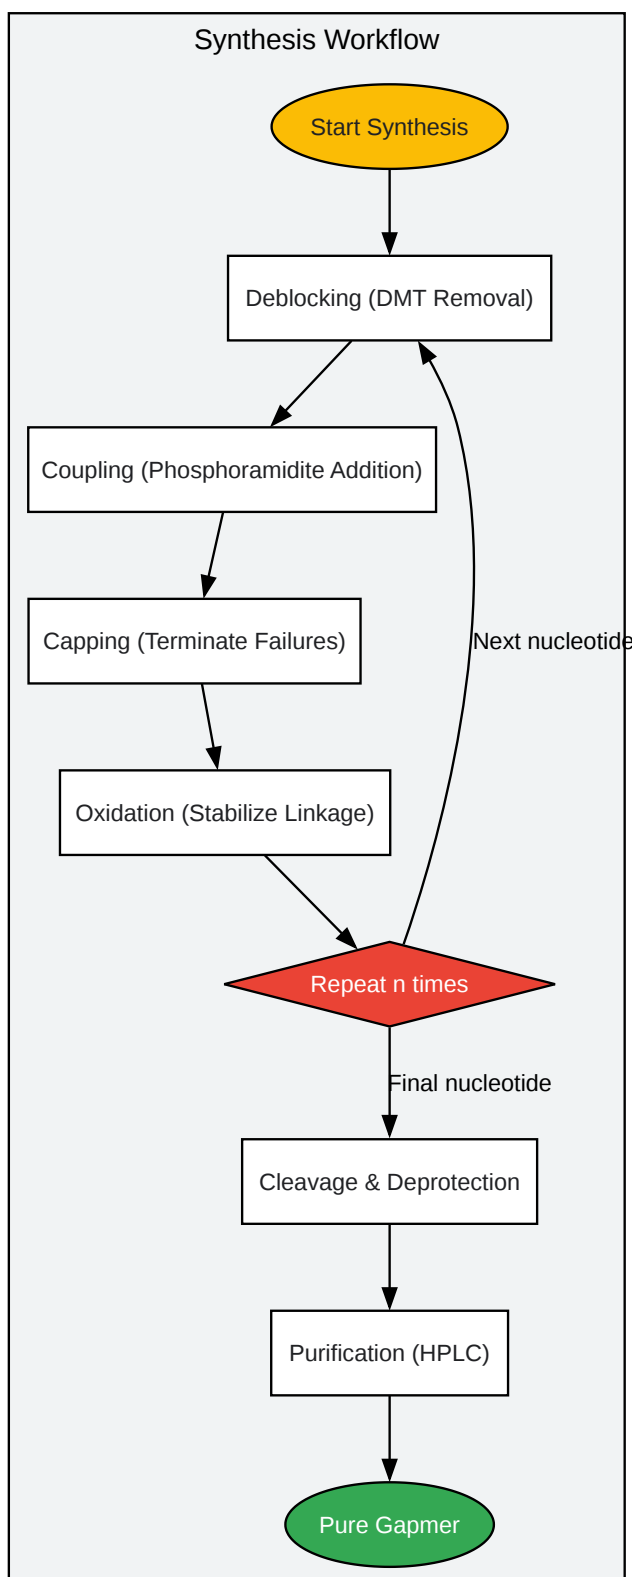 Synthesis Workflow
Start Synthesis
Deblocking (DMT Removal)
Coupling (Phosphoramidite Addition)
Capping (Terminate Failures)
Next nucleotide
Oxidation (Stabilize Linkage)
Repeat n times
Final nucleotide
Cleavage & Deprotection
Purification (HPLC)
Pure Gapmer